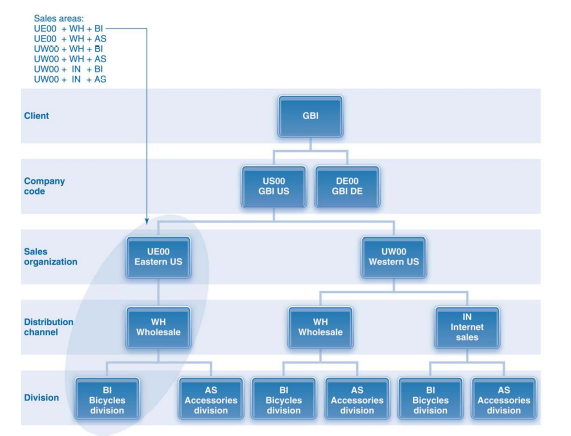 Sales areas:
UE00 + WH + BI
UE00 + WH + AS
UW00 + WH + BI
UW00 + WH + AS
UW00 + IN + BI
UW00 + IN + AS
Client
GBI
Company
code
US00
GBI US
DE00
GBI DE
Sales
organization
UE00
Eastern US
UW00
Western US
Distribution
channel
WH
Wholesale
WH
Wholesale
IN
Internet
sales
Division
BI
Bicycles
division
AS
Accessories
division
BI
Bicycles
division
AS
Accessories
division
BI
Bicycles
division
AS
Accessories
division